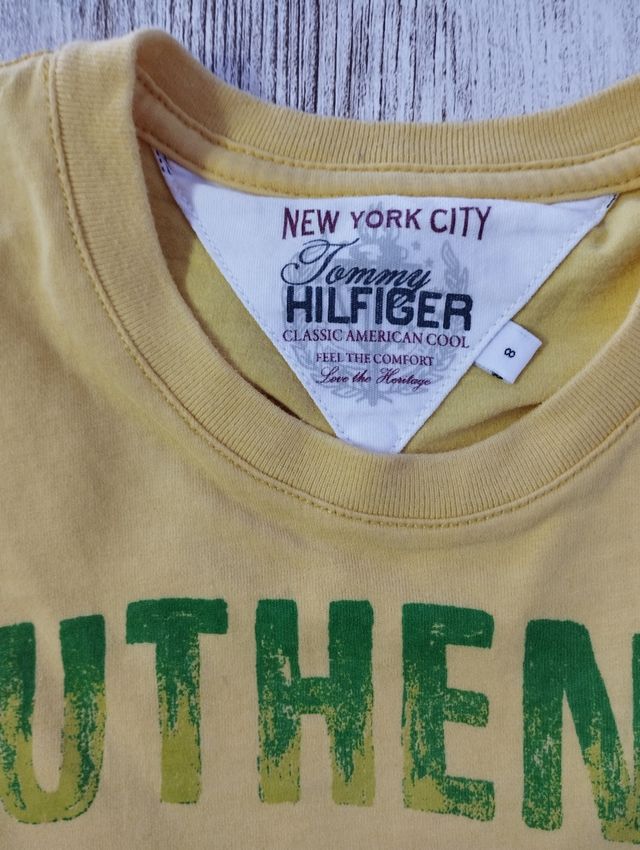 NEW YORK CITY
Tommy
HILFIGER
CLASSIC AMERICAN COOL
FEEL THE COMFORT
Love the Heritage
8
UTHEN